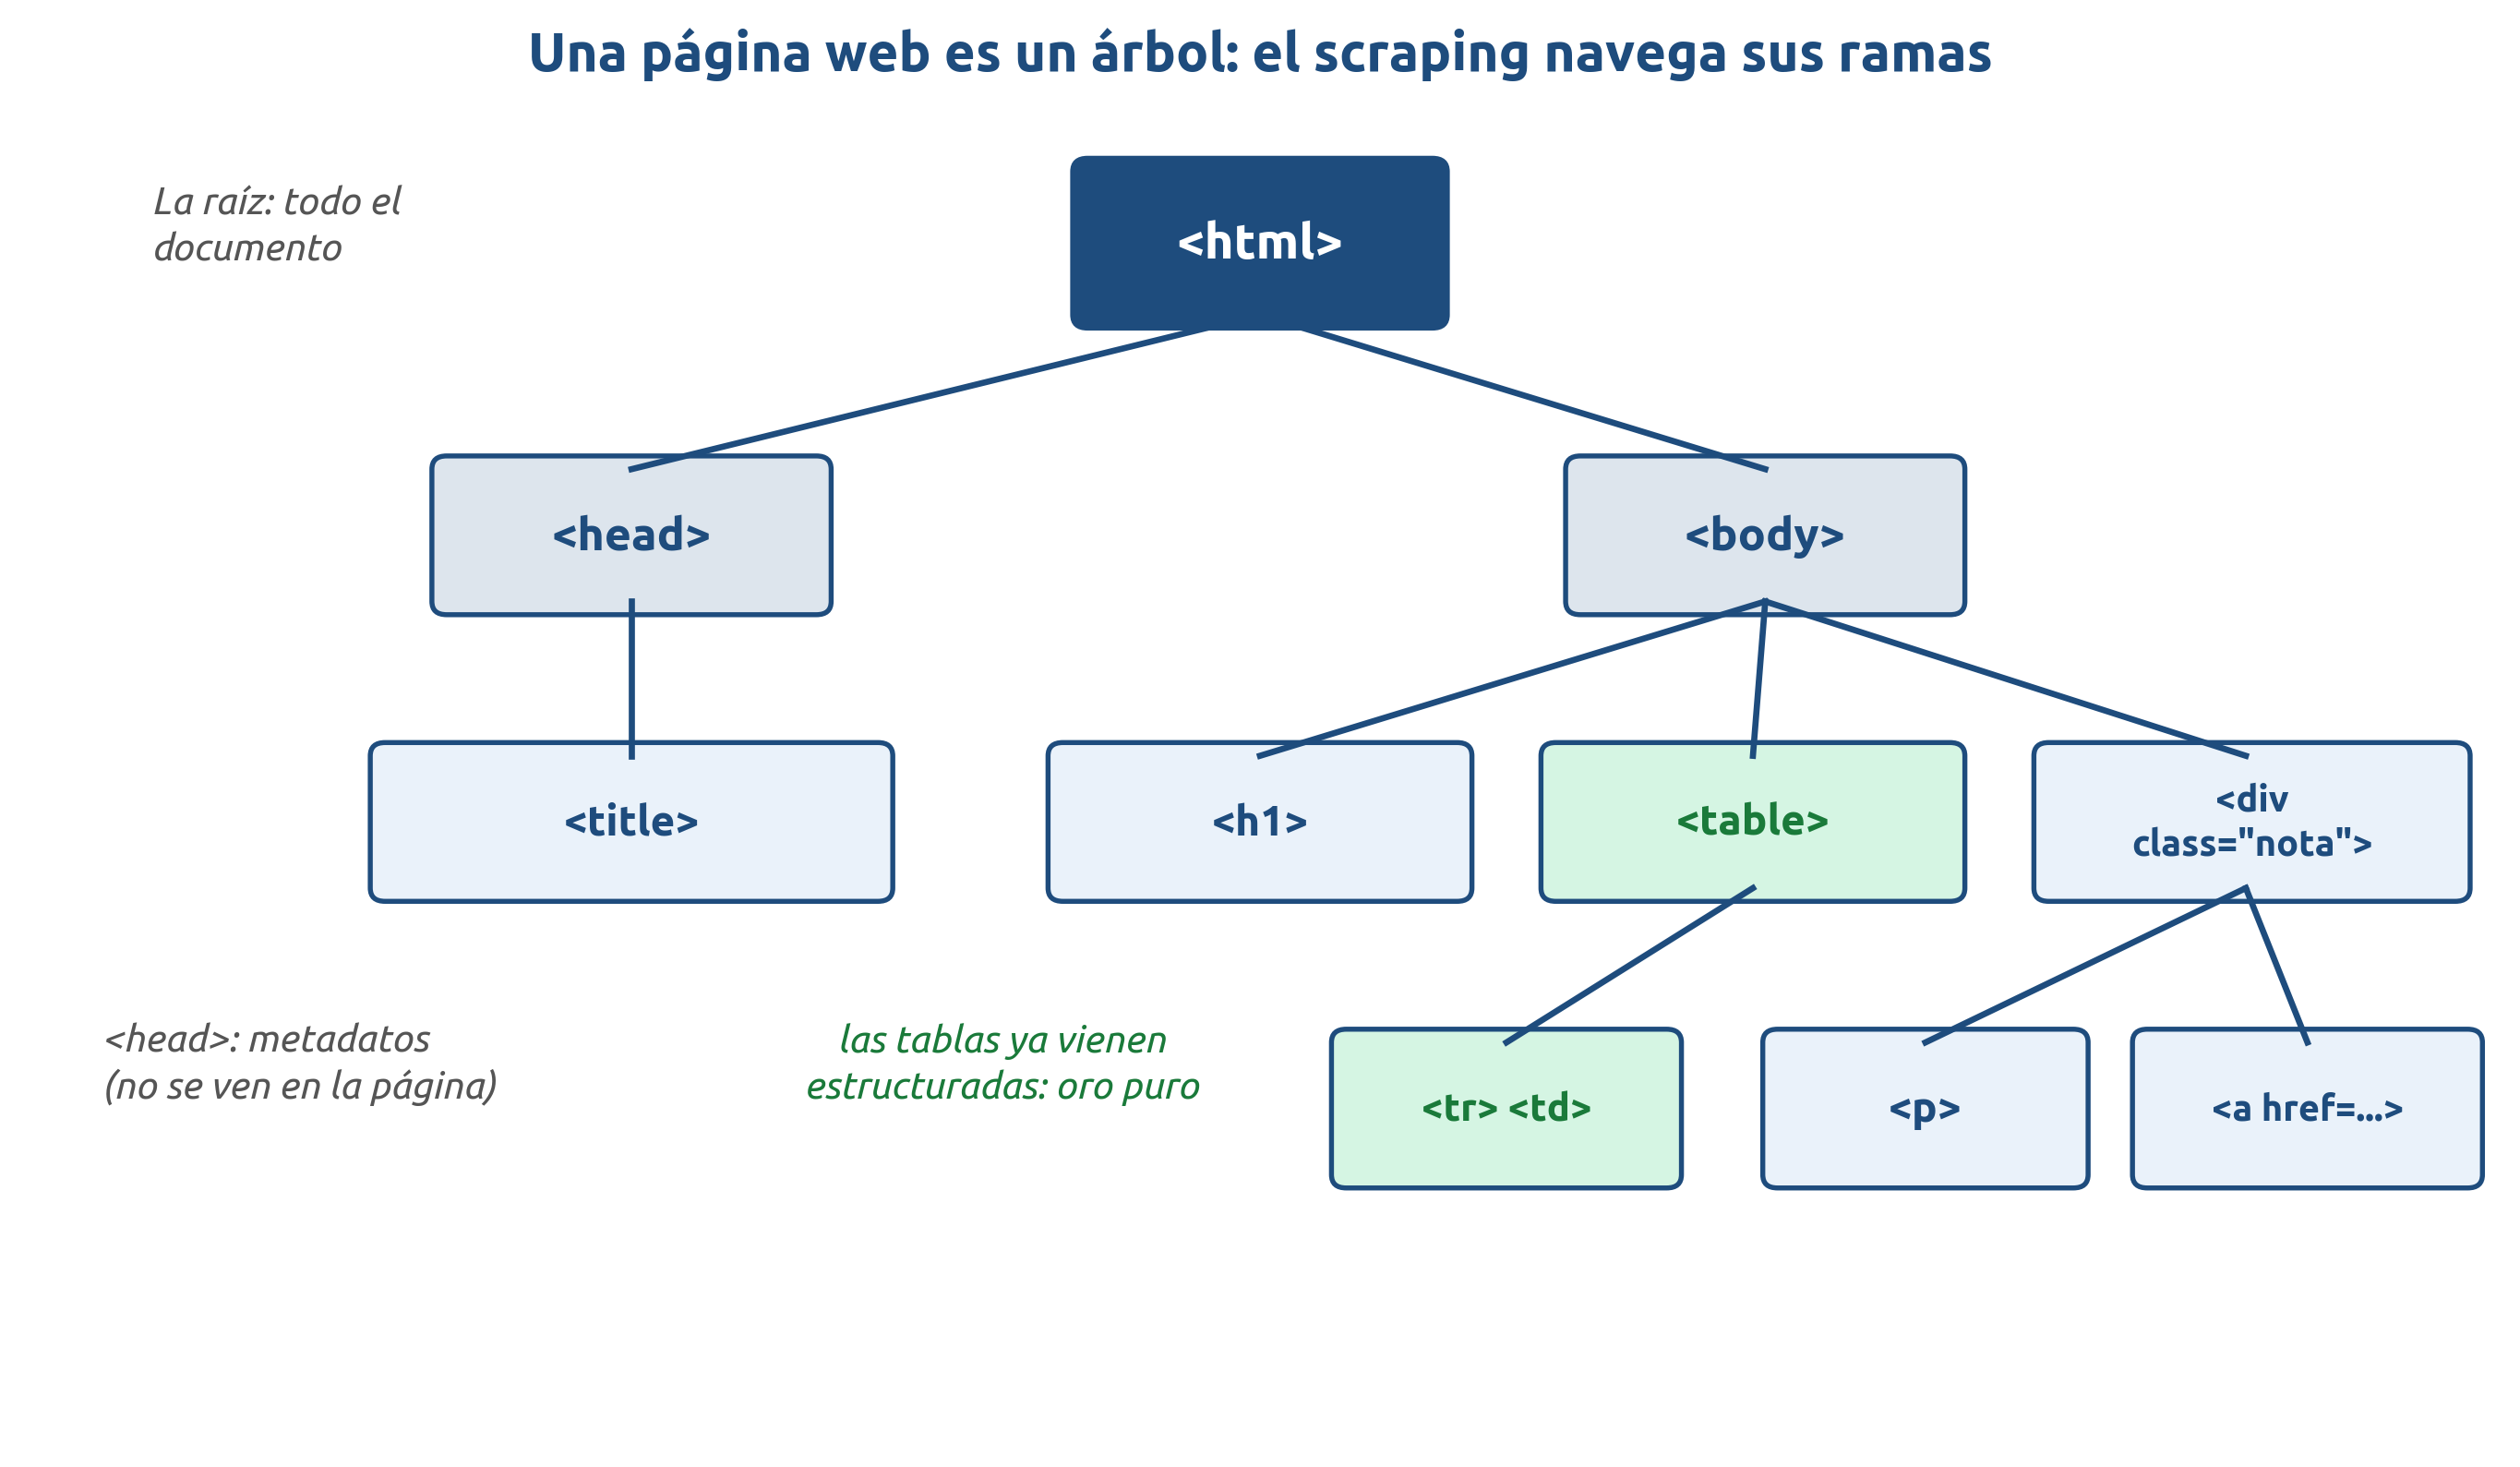 Una página web es un árbol: el scraping navega sus ramas
La raíz: todo el
documento
<html>
<head>
<body>
<title>
<h1>
<table>
<div
class="nota">
<head>: metadatos
(no se ven en la página)
las tablas ya vienen
estructuradas: oro puro
<tr> <td>
<p>
<a href=...>